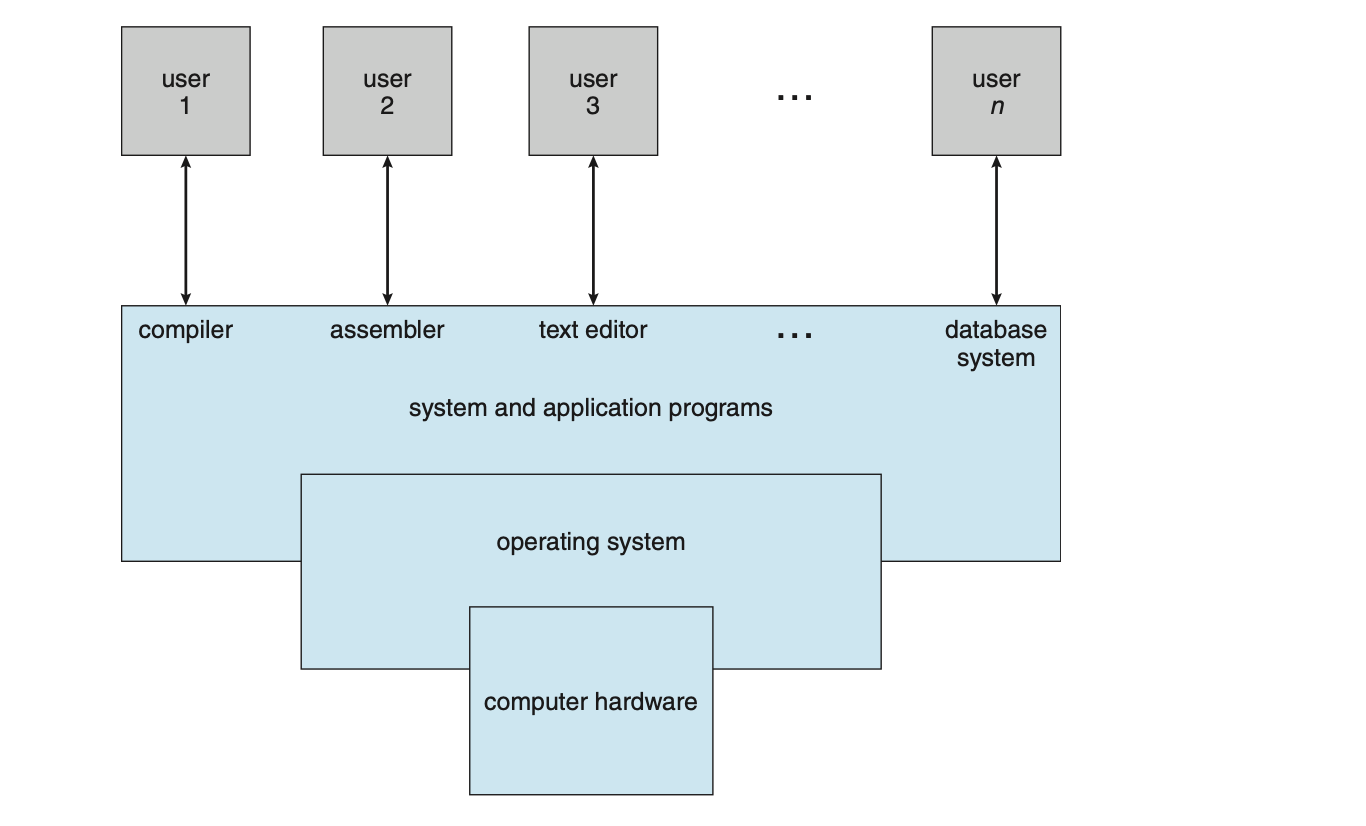 user
1
user
2
user
3
...
user
n
compiler
assembler
text editor
...
database
system
system and application programs
operating system
computer hardware